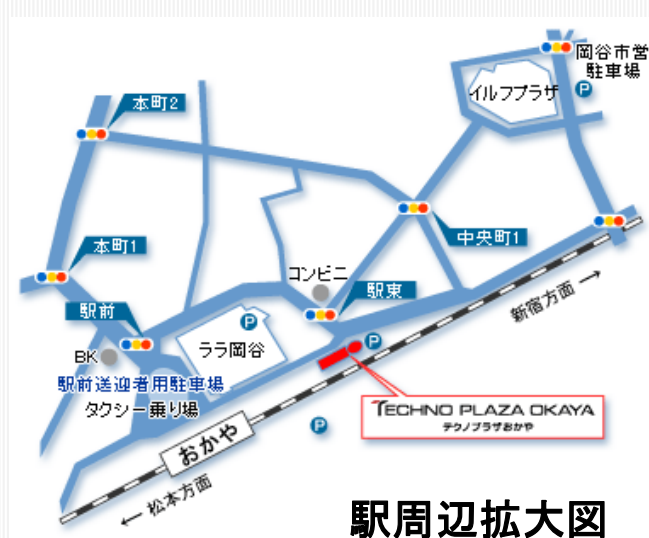 岡谷市営
駐車場
P
イルフプラザ
本町2
中央町1
本町1
コンビニ
駅東
新宿方面 →
駅前
P
ララ岡谷
P
BK
駅前送迎者用駐車場
タクシー乗り場
TECHNO PLAZA OKAYA
テクノプラザおかや
P
おかや
← 松本方面
駅周辺拡大図